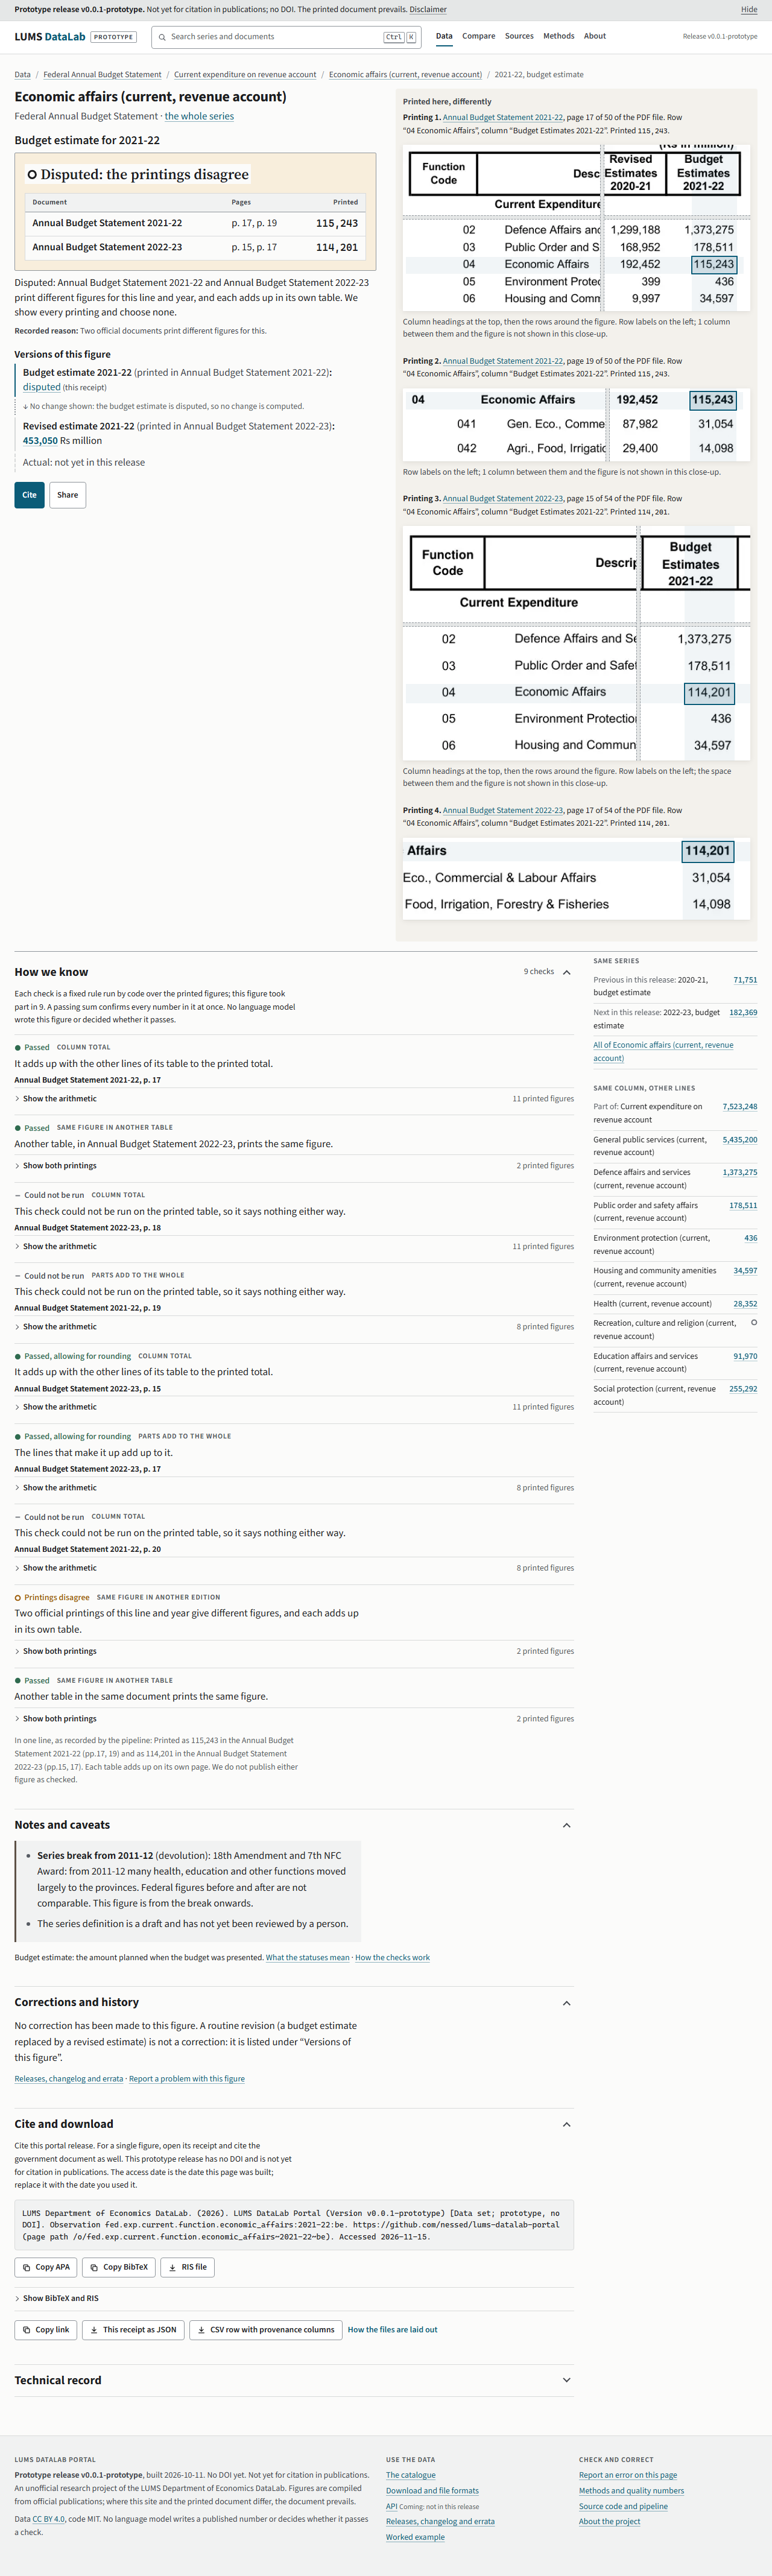 Prototype release v0.0.1-prototype. Not yet for citation in publications; no DOI. The printed document prevails. Disclaimer
Hide
LUMS DataLab PROTOTYPE
Search series and documents Ctrl K
Data Compare Sources Methods About
Release v0.0.1-prototype
Data / Federal Annual Budget Statement / Current expenditure on revenue account / Economic affairs (current, revenue account) / 2021-22, budget estimate
Economic affairs (current, revenue account)
Federal Annual Budget Statement · the whole series
Budget estimate for 2021-22
Disputed: the printings disagree
Document Pages Printed
Annual Budget Statement 2021-22 p. 17, p. 19 115,243
Annual Budget Statement 2022-23 p. 15, p. 17 114,201
Disputed: Annual Budget Statement 2021-22 and Annual Budget Statement 2022-23
print different figures for this line and year, and each adds up in its own table. We
show every printing and choose none.
Recorded reason: Two official documents print different figures for this.
Versions of this figure
Budget estimate 2021-22 (printed in Annual Budget Statement 2021-22):
disputed (this receipt)
↓ No change shown: the budget estimate is disputed, so no change is computed.
Revised estimate 2021-22 (printed in Annual Budget Statement 2022-23):
453,050 Rs million
Actual: not yet in this release
Cite Share
Printed here, differently
Printing 1. Annual Budget Statement 2021-22, page 17 of 50 of the PDF file. Row
"04 Economic Affairs", column "Budget Estimates 2021-22". Printed 115,243.
(Rs in million)
Function Code Desc Revised Estimates 2020-21 Budget Estimates 2021-22
Current Expenditure
02 Defence Affairs and 1,299,188 1,373,275
03 Public Order and S 168,952 178,511
04 Economic Affairs 192,452 115,243
05 Environment Protec 399 436
06 Housing and Comm 9,997 34,597
Column headings at the top, then the rows around the figure. Row labels on the left; 1 column
between them and the figure is not shown in this close-up.
Printing 2. Annual Budget Statement 2021-22, page 19 of 50 of the PDF file. Row
"04 Economic Affairs", column "Budget Estimates 2021-22". Printed 115,243.
04 Economic Affairs 192,452 115,243
041 Gen. Eco., Comme 87,982 31,054
042 Agri., Food, Irrigatic 29,400 14,098
Row labels on the left; 1 column between them and the figure is not shown in this close-up.
Printing 3. Annual Budget Statement 2022-23, page 15 of 54 of the PDF file. Row
"04 Economic Affairs", column "Budget Estimates 2021-22". Printed 114,201.
Function Code Descrip Budget Estimates 2021-22
Current Expenditure
02 Defence Affairs and Se 1,373,275
03 Public Order and Safet 178,511
04 Economic Affairs 114,201
05 Environment Protectio 436
06 Housing and Commun 34,597
Column headings at the top, then the rows around the figure. Row labels on the left; the space
between them and the figure is not shown in this close-up.
Printing 4. Annual Budget Statement 2022-23, page 17 of 54 of the PDF file. Row
"04 Economic Affairs", column "Budget Estimates 2021-22". Printed 114,201.
Affairs 114,201
Eco., Commercial & Labour Affairs 31,054
Food, Irrigation, Forestry & Fisheries 14,098
How we know 9 checks
Each check is a fixed rule run by code over the printed figures; this figure took
part in 9. A passing sum confirms every number in it at once. No language model
wrote this figure or decided whether it passes.
Passed COLUMN TOTAL
It adds up with the other lines of its table to the printed total.
Annual Budget Statement 2021-22, p. 17
Show the arithmetic 11 printed figures
Passed SAME FIGURE IN ANOTHER TABLE
Another table, in Annual Budget Statement 2022-23, prints the same figure.
Show both printings 2 printed figures
– Could not be run COLUMN TOTAL
This check could not be run on the printed table, so it says nothing either way.
Annual Budget Statement 2022-23, p. 18
Show the arithmetic 11 printed figures
– Could not be run PARTS ADD TO THE WHOLE
This check could not be run on the printed table, so it says nothing either way.
Annual Budget Statement 2021-22, p. 19
Show the arithmetic 8 printed figures
Passed, allowing for rounding COLUMN TOTAL
It adds up with the other lines of its table to the printed total.
Annual Budget Statement 2022-23, p. 15
Show the arithmetic 11 printed figures
Passed, allowing for rounding PARTS ADD TO THE WHOLE
The lines that make it up add up to it.
Annual Budget Statement 2022-23, p. 17
Show the arithmetic 8 printed figures
– Could not be run COLUMN TOTAL
This check could not be run on the printed table, so it says nothing either way.
Annual Budget Statement 2021-22, p. 20
Show the arithmetic 8 printed figures
Printings disagree SAME FIGURE IN ANOTHER EDITION
Two official printings of this line and year give different figures, and each adds up
in its own table.
Show both printings 2 printed figures
Passed SAME FIGURE IN ANOTHER TABLE
Another table in the same document prints the same figure.
Show both printings 2 printed figures
In one line, as recorded by the pipeline: Printed as 115,243 in the Annual Budget
Statement 2021-22 (pp.17, 19) and as 114,201 in the Annual Budget Statement
2022-23 (pp.15, 17). Each table adds up on its own page. We do not publish either
figure as checked.
SAME SERIES
Previous in this release: 2020-21, 71,751
budget estimate
Next in this release: 2022-23, budget 182,369
estimate
All of Economic affairs (current, revenue
account)
SAME COLUMN, OTHER LINES
Part of: Current expenditure on 7,523,248
revenue account
General public services (current, 5,435,200
revenue account)
Defence affairs and services 1,373,275
(current, revenue account)
Public order and safety affairs 178,511
(current, revenue account)
Environment protection (current, 436
revenue account)
Housing and community amenities 34,597
(current, revenue account)
Health (current, revenue account) 28,352
Recreation, culture and religion (current,
revenue account)
Education affairs and services 91,970
(current, revenue account)
Social protection (current, revenue 255,292
account)
Notes and caveats
• Series break from 2011-12 (devolution): 18th Amendment and 7th NFC
Award: from 2011-12 many health, education and other functions moved
largely to the provinces. Federal figures before and after are not
comparable. This figure is from the break onwards.
• The series definition is a draft and has not yet been reviewed by a person.
Budget estimate: the amount planned when the budget was presented. What the statuses mean · How the checks work
Corrections and history
No correction has been made to this figure. A routine revision (a budget estimate
replaced by a revised estimate) is not a correction: it is listed under "Versions of
this figure".
Releases, changelog and errata · Report a problem with this figure
Cite and download
Cite this portal release. For a single figure, open its receipt and cite the
government document as well. This prototype release has no DOI and is not yet
for citation in publications. The access date is the date this page was built;
replace it with the date you used it.
LUMS Department of Economics DataLab. (2026). LUMS DataLab Portal (Version v0.0.1-prototype) [Data set; prototype, no
DOI]. Observation fed.exp.current.function.economic_affairs:2021-22:be. https://github.com/nessed/lums-datalab-portal
(page path /o/fed.exp.current.function.economic_affairs~2021-22~be). Accessed 2026-11-15.
Copy APA Copy BibTeX RIS file
Show BibTeX and RIS
Copy link This receipt as JSON CSV row with provenance columns How the files are laid out
Technical record
LUMS DATALAB PORTAL
Prototype release v0.0.1-prototype, built 2026-10-11. No DOI yet. Not yet for citation in publications.
An unofficial research project of the LUMS Department of Economics DataLab. Figures are compiled
from official publications; where this site and the printed document differ, the document prevails.
Data CC BY 4.0, code MIT. No language model writes a published number or decides whether it passes
a check.
USE THE DATA
The catalogue
Download and file formats
API Coming: not in this release
Releases, changelog and errata
Worked example
CHECK AND CORRECT
Report an error on this page
Methods and quality numbers
Source code and pipeline
About the project